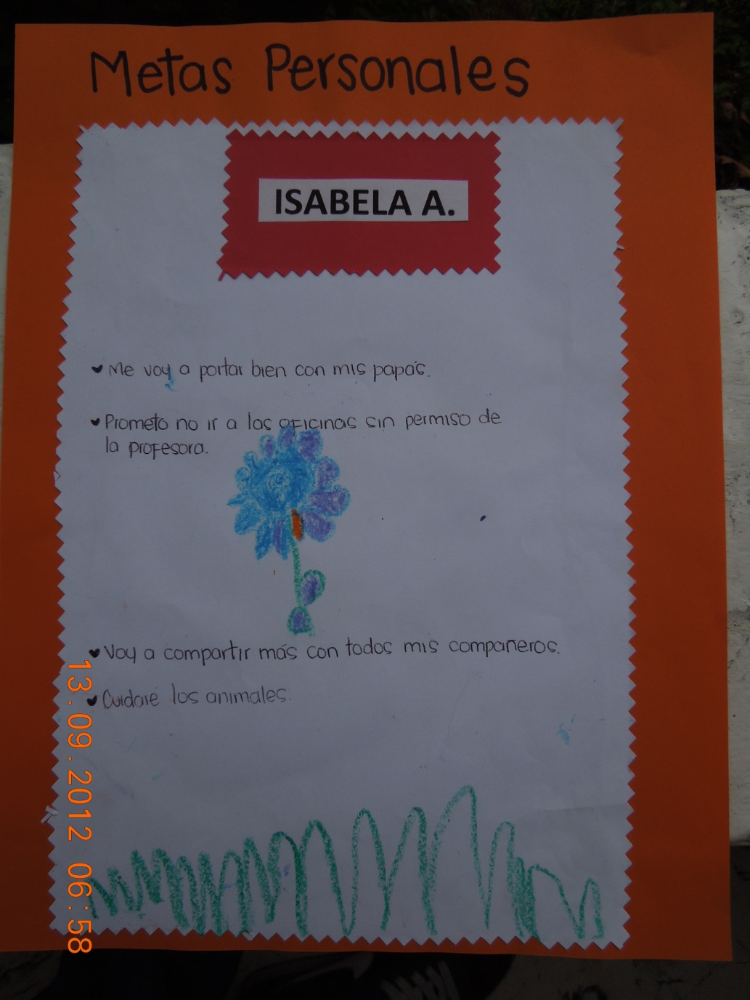 Metas Personales
ISABELA A.
Me voy a portar bien con mis papás.
Prometo no ir a las oficinas sin permiso de
la profesora.
Voy a compartir más con todos mis compañeros.
Cuidaré los animales.
13.09.2012 06:58